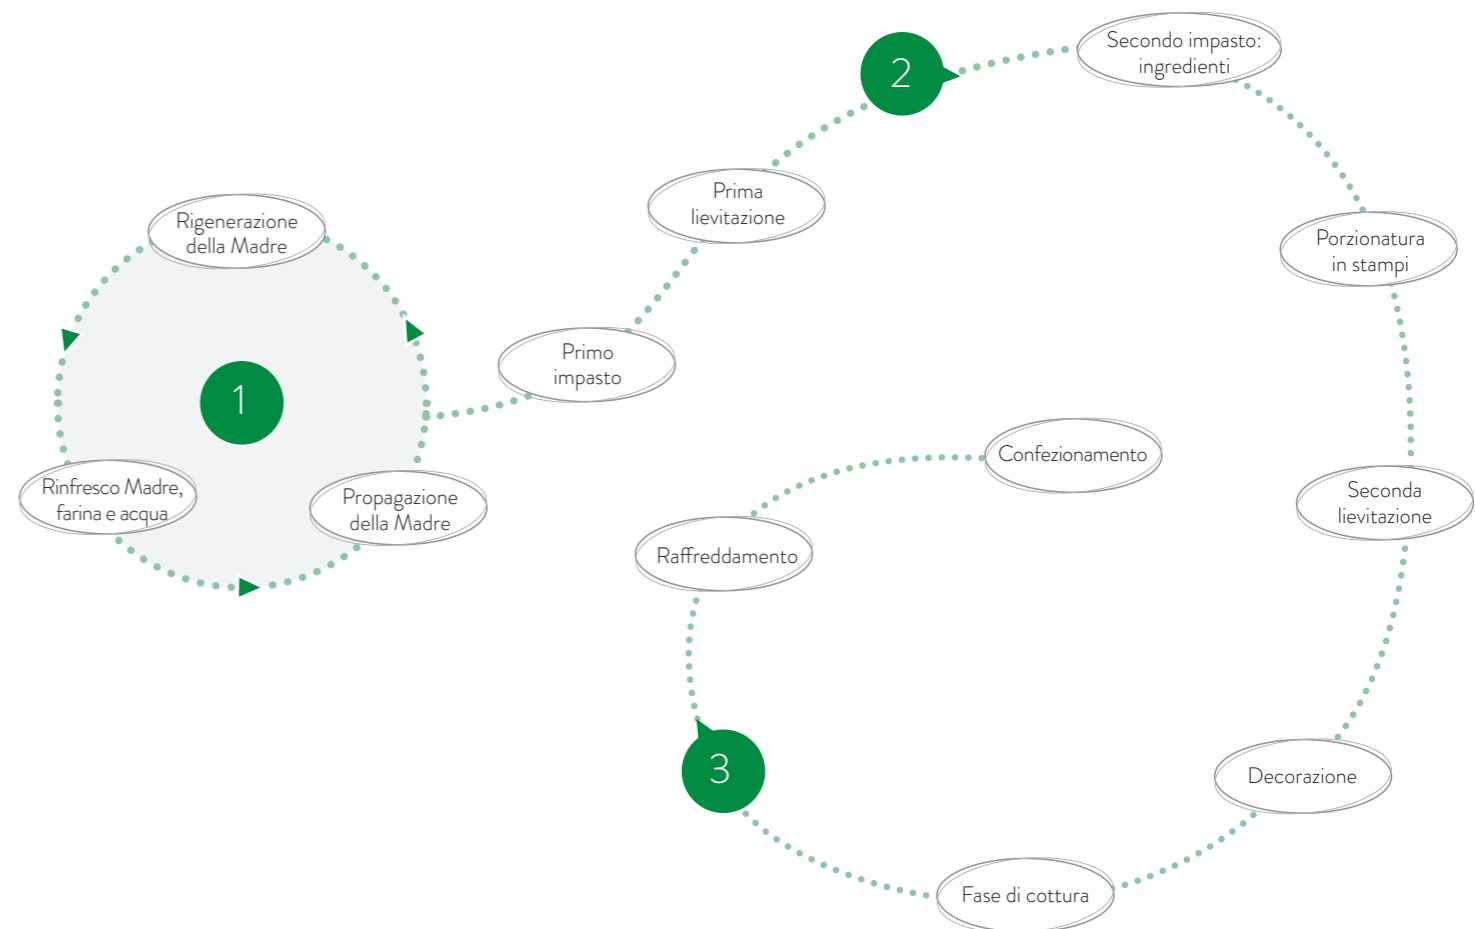 Rigenerazione
della Madre
1
Rinfresco Madre,
farina e acqua
Propagazione
della Madre
Primo
impasto
Prima
lievitazione
2
Secondo impasto:
ingredienti
Porzionatura
in stampi
Seconda
lievitazione
Decorazione
Fase di cottura
3
Raffreddamento
Confezionamento